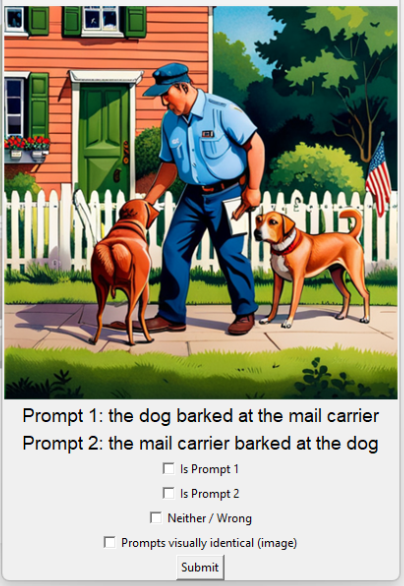 Prompt 1: the dog barked at the mail carrier
Prompt 2: the mail carrier barked at the dog
Is Prompt 1
Is Prompt 2
Neither / Wrong
Prompts visually identical (image)
Submit